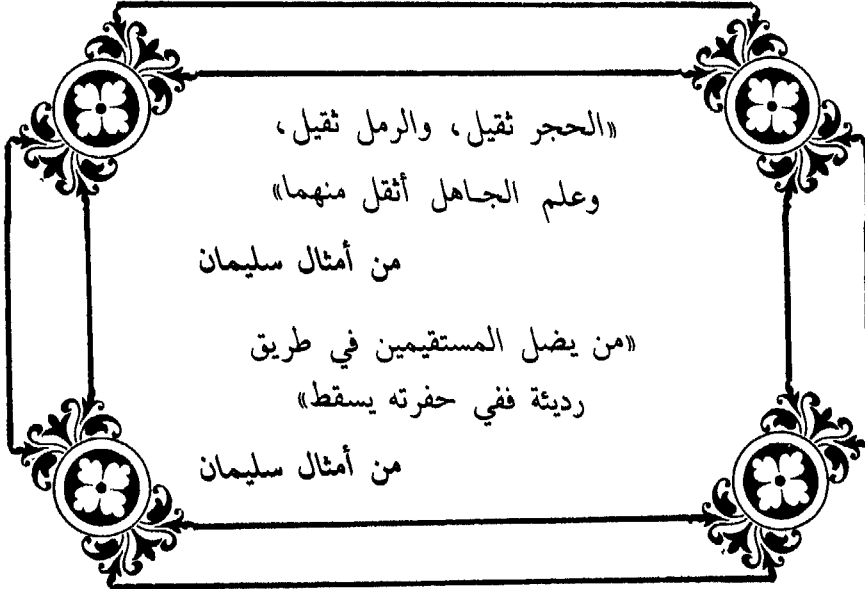 «الحجر ثقيل، والرمل ثقيل،
وعلم الجاهل أثقل منهما»
من أمثال سليمان
«من يضل المستقيمين في طريق
رديئة ففي حفرته يسقط»
من أمثال سليمان